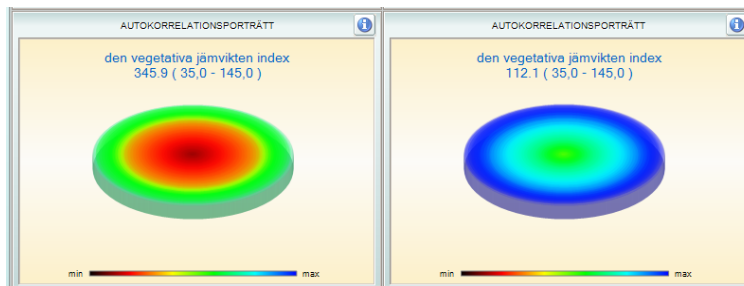 AUTOKORRELATIONSPORTRÄTT
den vegetativa jämvikten index
345.9 ( 35,0 - 145,0 )
min max
AUTOKORRELATIONSPORTRÄTT
den vegetativa jämvikten index
112.1 ( 35,0 - 145,0 )
min max